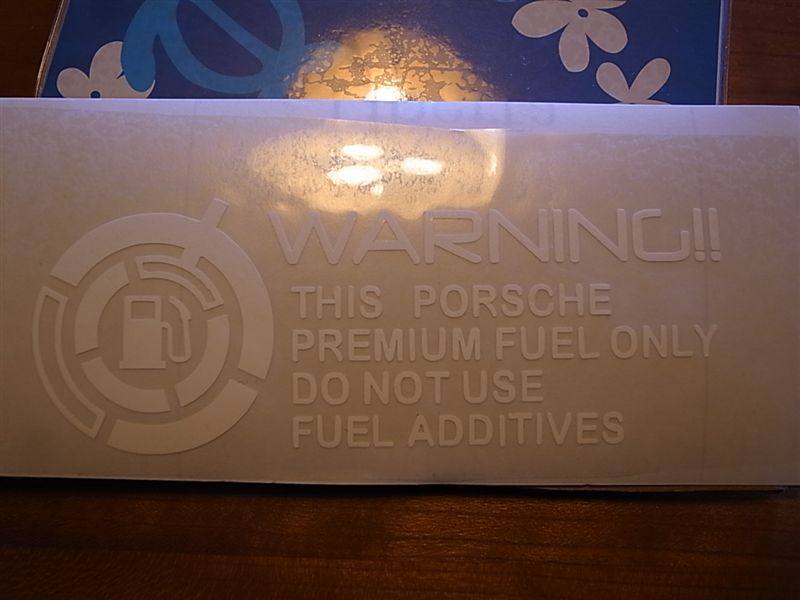 WARNING!!
THIS PORSCHE
PREMIUM FUEL ONLY
DO NOT USE
FUEL ADDITIVES